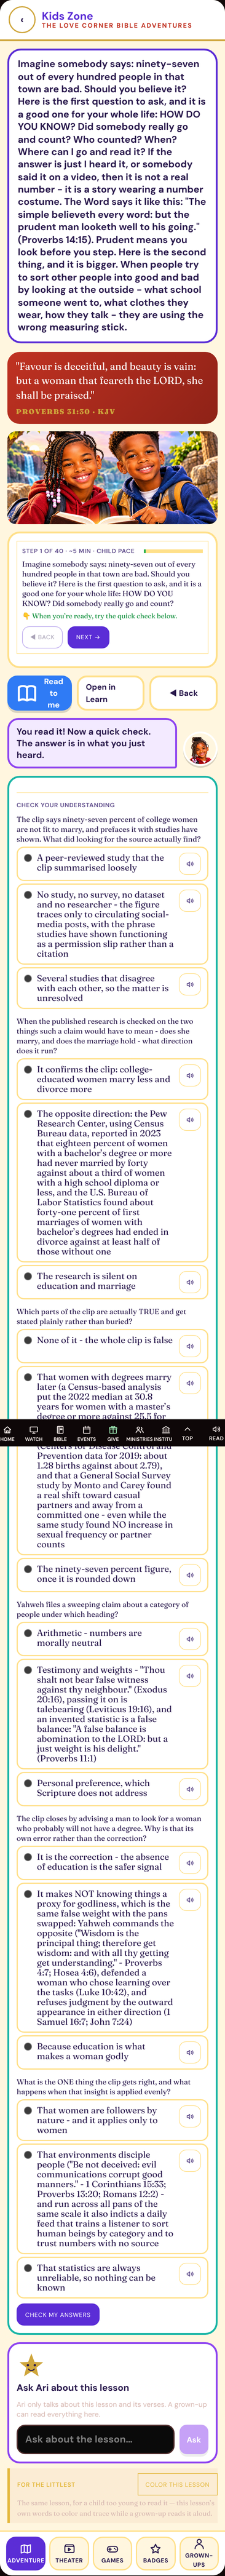 Kids Zone
THE LOVE CORNER BIBLE ADVENTURES
Imagine somebody says: ninety-seven
out of every hundred people in that
town are bad. Should you believe it?
Here is the first question to ask, and it is
a good one for your whole life: HOW DO
YOU KNOW? Did somebody really go
and count? Who counted? When?
Where can I go and read it? If the
answer is just I heard it, or somebody
said it on a video, then it is not a real
number - it is a story wearing a number
costume. The Word says it like this: "The
simple believeth every word: but the
prudent man looketh well to his going."
(Proverbs 14:15). Prudent means you
look before you step. Here is the second
thing, and it is bigger. When people try
to sort other people into good and bad
by looking at the outside - what school
someone went to, what clothes they
wear, how they talk - they are using the
wrong measuring stick.
"Favour is deceitful, and beauty is vain:
but a woman that feareth the LORD, she
shall be praised."
PROVERBS 31:30 · KJV
STEP 1 OF 40 · ~5 MIN · CHILD PACE
Imagine somebody says: ninety-seven out of every
hundred people in that town are bad. Should you
believe it? Here is the first question to ask, and it is a
good one for your whole life: HOW DO YOU
KNOW? Did somebody really go and count?
👇 When you're ready, try the quick check below.
◀ BACK
NEXT →
Read
to
me
Open in
Learn
◀ Back
You read it! Now a quick check.
The answer is in what you just
heard.
CHECK YOUR UNDERSTANDING
The clip says ninety-seven percent of college women
are not fit to marry, and prefaces it with studies have
shown. What did looking for the source actually find?
A peer-reviewed study that the
clip summarised loosely
No study, no survey, no dataset
and no researcher - the figure
traces only to circulating social-
media posts, with the phrase
studies have shown functioning
as a permission slip rather than a
citation
Several studies that disagree
with each other, so the matter is
unresolved
When the published research is checked on the two
things such a claim would have to mean - does she
marry, and does the marriage hold - what direction
does it run?
It confirms the clip: college-
educated women marry less and
divorce more
The opposite direction: the Pew
Research Center, using Census
Bureau data, reported in 2023
that eighteen percent of women
with a bachelor's degree or more
had never married by forty
against about a third of women
with a high school diploma or
less, and the U.S. Bureau of
Labor Statistics found about
forty-one percent of first
marriages of women with
bachelor's degrees had ended in
divorce against at least half of
those without one
The research is silent on
education and marriage
Which parts of the clip are actually TRUE and get
stated plainly rather than buried?
None of it - the whole clip is false
That women with degrees marry
later (a Census-based analysis
put the 2022 median at 30.8
years for women with a master's
degree or more against 25.5 for
HOME
WATCH
BIBLE
EVENTS
GIVE
MINISTRIES
INSTITU
TOP
READ
(Centers for Disease Control and
Prevention data for 2019: about
1.28 births against about 2.79),
and that a General Social Survey
study by Monto and Carey found
a real shift toward casual
partners and away from a
committed one - even while the
same study found NO increase in
sexual frequency or partner
counts
The ninety-seven percent figure,
once it is rounded down
Yahweh files a sweeping claim about a category of
people under which heading?
Arithmetic - numbers are
morally neutral
Testimony and weights - "Thou
shalt not bear false witness
against thy neighbour." (Exodus
20:16), passing it on is
talebearing (Leviticus 19:16), and
an invented statistic is a false
balance: "A false balance is
abomination to the LORD: but a
just weight is his delight."
(Proverbs 11:1)
Personal preference, which
Scripture does not address
The clip closes by advising a man to look for a woman
who probably will not have a degree. Why is that its
own error rather than the correction?
It is the correction - the absence
of education is the safer signal
It makes NOT knowing things a
proxy for godliness, which is the
same false weight with the pans
swapped: Yahweh commands the
opposite ("Wisdom is the
principal thing; therefore get
wisdom: and with all thy getting
get understanding." - Proverbs
4:7; Hosea 4:6), defended a
woman who chose learning over
the tasks (Luke 10:42), and
refuses judgment by the outward
appearance in either direction (1
Samuel 16:7; John 7:24)
Because education is what
makes a woman godly
What is the ONE thing the clip gets right, and what
happens when that insight is applied evenly?
That women are followers by
nature - and it applies only to
women
That environments disciple
people ("Be not deceived: evil
communications corrupt good
manners." - 1 Corinthians 15:33;
Proverbs 13:20; Romans 12:2) -
and run across all pans of the
same scale it also indicts a daily
feed that trains a listener to sort
human beings by category and to
trust numbers with no source
That statistics are always
unreliable, so nothing can be
known
CHECK MY ANSWERS
Ask Ari about this lesson
Ari only talks about this lesson and its verses. A grown-up
can read everything here.
Ask about the lesson...
Ask
FOR THE LITTLEST
COLOR THIS LESSON
The same lesson, for a child too young to read it — this lesson's
own words to color and trace while a grown-up reads it aloud.
ADVENTURE
THEATER
GAMES
BADGES
GROWN-
UPS